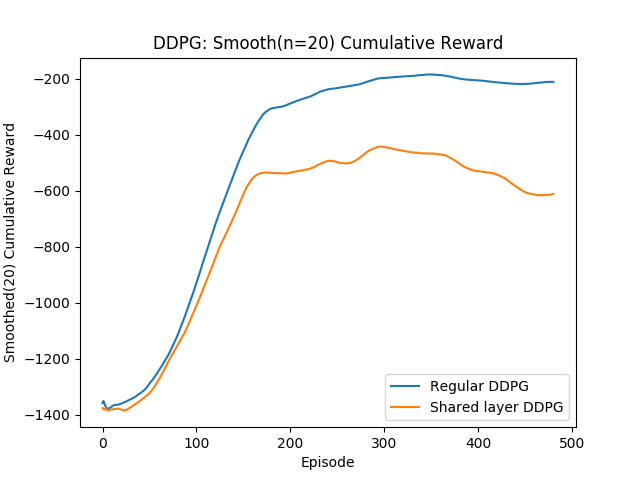 DDPG: Smooth(n=20) Cumulative Reward
Smoothed(20) Cumulative Reward
−200
−400
−600
−800
−1000
−1200
−1400
0 100 200 300 400 500
Episode
Regular DDPG
Shared layer DDPG